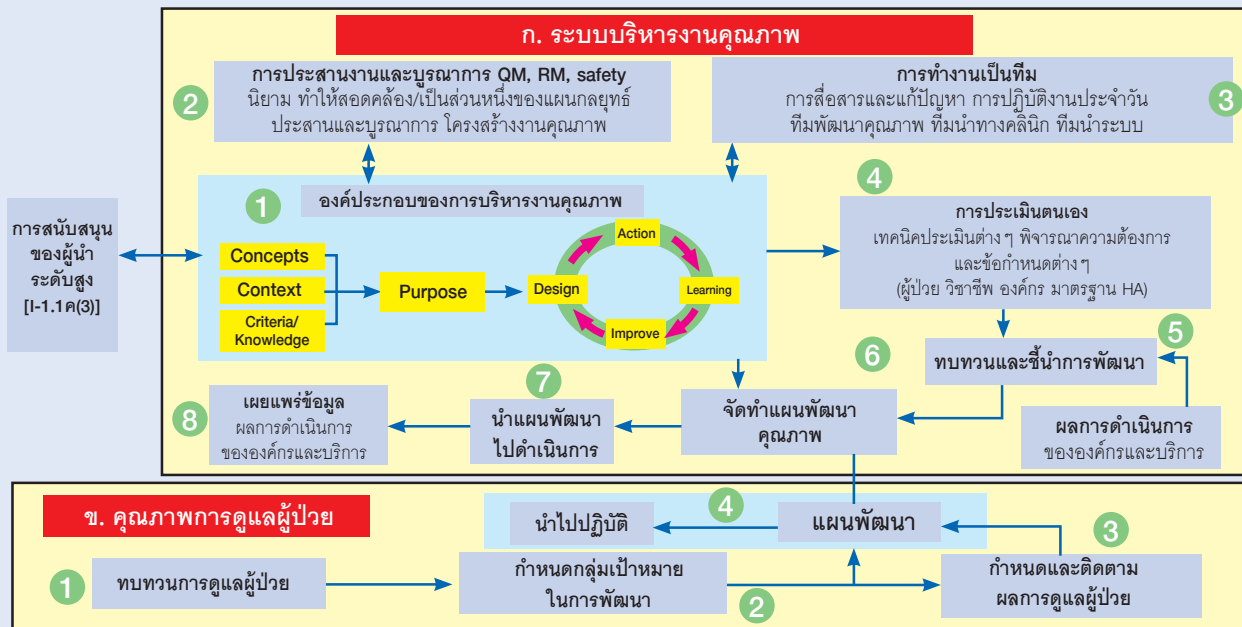 ก. ระบบบริหารงานคุณภาพ
2
การประสานงานและบูรณาการ QM, RM, safety
นิยาม ทำให้สอดคล้อง/เป็นส่วนหนึ่งของแผนกลยุทธ์
ประสานและบูรณาการ โครงสร้างงานคุณภาพ
การทำงานเป็นทีม
การสื่อสารและแก้ปัญหา การปฏิบัติงานประจำวัน
ทีมพัฒนาคุณภาพ ทีมนำทางคลินิก ทีมนำระบบ
3
การสนับสนุน
ของผู้นำ
ระดับสูง
[I-1.1ค(3)]
1
องค์ประกอบของการบริหารงานคุณภาพ
Concepts
Context
Criteria/
Knowledge
Purpose
Design
Action
Learning
Improve
4
การประเมินตนเอง
เทคนิคประเมินต่างๆ พิจารณาความต้องการ
และข้อกำหนดต่างๆ
(ผู้ป่วย วิชาชีพ องค์กร มาตรฐาน HA)
5
ทบทวนและชี้นำการพัฒนา
ผลการดำเนินการ
ขององค์กรและบริการ
6
จัดทำแผนพัฒนา
คุณภาพ
7
นำแผนพัฒนา
ไปดำเนินการ
8
เผยแพร่ข้อมูล
ผลการดำเนินการ
ขององค์กรและบริการ
ข. คุณภาพการดูแลผู้ป่วย
1
ทบทวนการดูแลผู้ป่วย
กำหนดกลุ่มเป้าหมาย
ในการพัฒนา
2
กำหนดและติดตาม
ผลการดูแลผู้ป่วย
3
แผนพัฒนา
4
นำไปปฏิบัติ